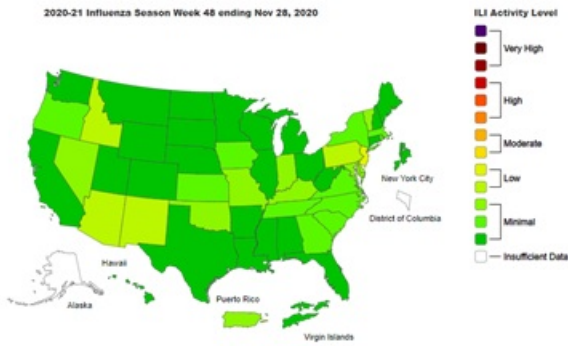 2020-21 Influenza Season Week 48 ending Nov 28, 2020
ILI Activity Level
Very High
High
Moderate
Low
Minimal
Insufficient Data
New York City
District of Columbia
Hawaii
Alaska
Puerto Rico
Virgin Islands